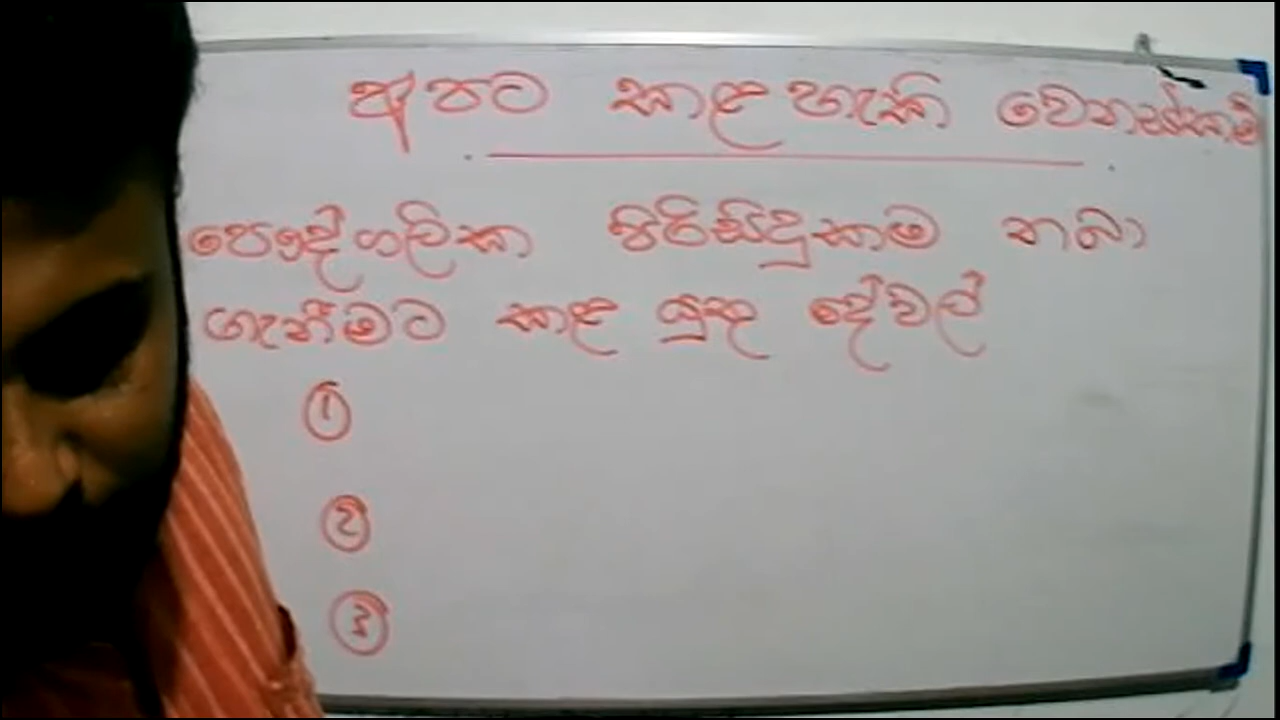 අපට කළ හැකි වෙනස්කම්
පෞද්ගලික පිරිසිදුකම තබා
ගැනීමට කළ යුතු දේවල්
①
②
③